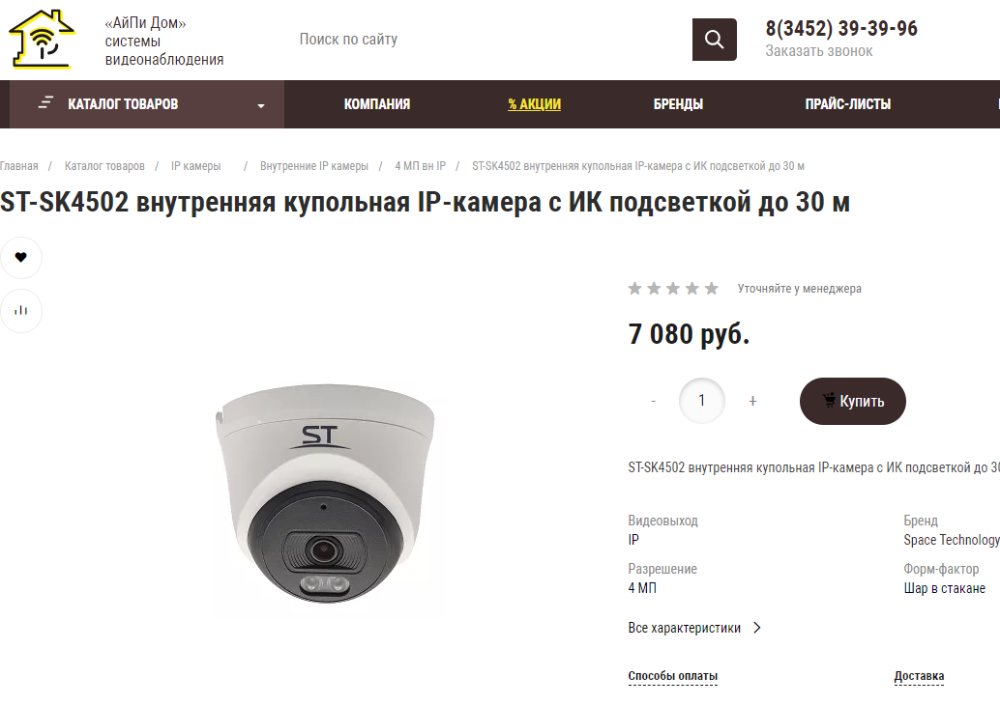 «АйПи Дом»
системы
видеонаблюдения
Поиск по сайту
8(3452) 39-39-96
Заказать звонок
КАТАЛОГ ТОВАРОВ
КОМПАНИЯ
% АКЦИИ
БРЕНДЫ
ПРАЙС-ЛИСТЫ
Главная / Каталог товаров / IP камеры / Внутренние IP камеры / 4 МП вн IP / ST-SK4502 внутренняя купольная IP-камера с ИК подсветкой до 30 м
ST-SK4502 внутренняя купольная IP-камера с ИК подсветкой до 30 м
Уточняйте у менеджера
7 080 руб.
- 1 +
Купить
ST
ST-SK4502 внутренняя купольная IP-камера с ИК подсветкой до 30
Видеовыход
IP
Бренд
Space Technology
Разрешение
4 МП
Форм-фактор
Шар в стакане
Все характеристики
Способы оплаты
Доставка